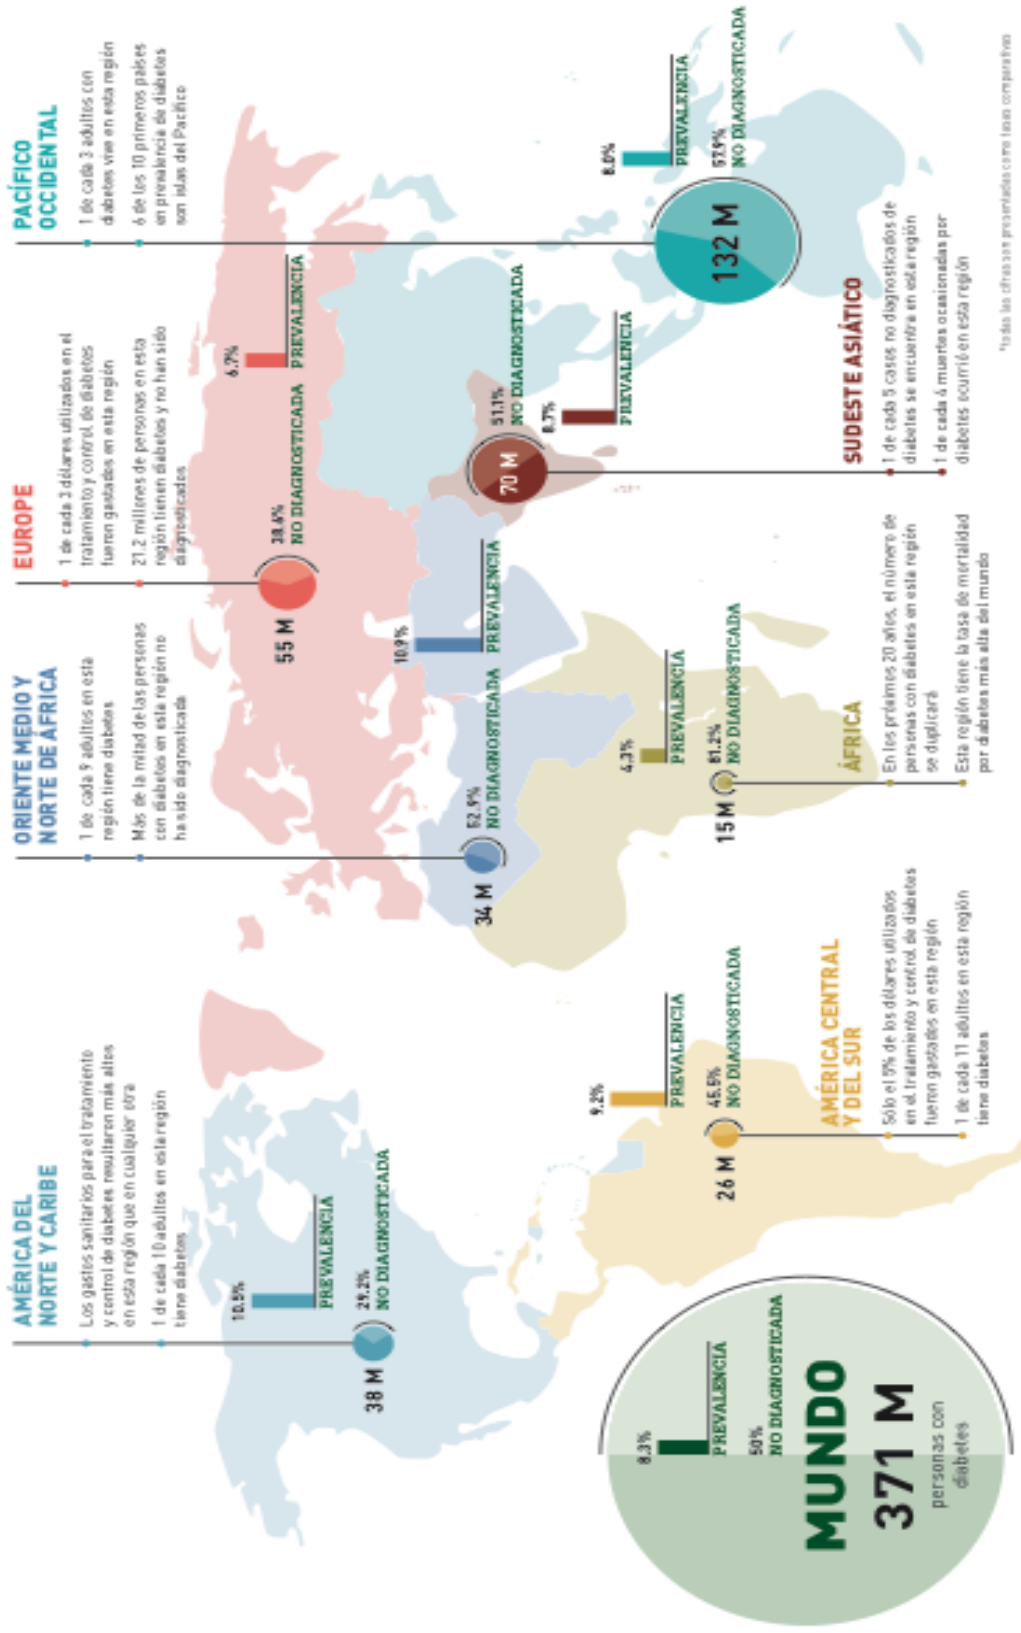 AMÉRICA DEL
NORTE Y CARIBE
Los gastos sanitarios para el tratamiento
y control de diabetes resultaron más altos
en esta región que en cualquier otra
1 de cada 10 adultos en esta región
tiene diabetes
10.5%
PREVALENCIA
29.2%
NO DIAGNOSTICADA
38 M
ORIENTE MEDIO Y
NORTE DE ÁFRICA
1 de cada 9 adultos en esta
región tiene diabetes
Más de la mitad de las personas
con diabetes en esta región no
ha sido diagnosticada
10.9%
PREVALENCIA
52.9%
NO DIAGNOSTICADA
34 M
EUROPE
1 de cada 3 dólares utilizados en el
tratamiento y control de diabetes
fueron gastados en esta región
21.2 millones de personas en esta
región tienen diabetes y no han sido
diagnosticados
6.7%
PREVALENCIA
38.6%
NO DIAGNOSTICADA
55 M
PACÍFICO
OCCIDENTAL
1 de cada 3 adultos con
diabetes vive en esta región
6 de los 10 primeros países
en prevalencia de diabetes
son islas del Pacífico
8.0%
PREVALENCIA
57.9%
NO DIAGNOSTICADA
132 M
51.1%
NO DIAGNOSTICADA
8.7%
PREVALENCIA
70 M
SUDESTE ASIÁTICO
1 de cada 5 casos no diagnosticados de
diabetes se encuentra en esta región
1 de cada 4 muertes ocasionadas por
diabetes ocurrió en esta región
4.3%
PREVALENCIA
81.2%
NO DIAGNOSTICADA
15 M
ÁFRICA
En los próximos 20 años, el número de
personas con diabetes en esta región
se duplicará
Esta región tiene la tasa de mortalidad
por diabetes más alta del mundo
9.2%
PREVALENCIA
45.5%
NO DIAGNOSTICADA
26 M
AMÉRICA CENTRAL
Y DEL SUR
Sólo el 5% de los dólares utilizados
en el tratamiento y control de diabetes
fueron gastados en esta región
1 de cada 11 adultos en esta región
tiene diabetes
8.3%
PREVALENCIA
50%
NO DIAGNOSTICADA
MUNDO
371 M
personas con
diabetes
*todas las cifras son presentadas como tasas comparativas